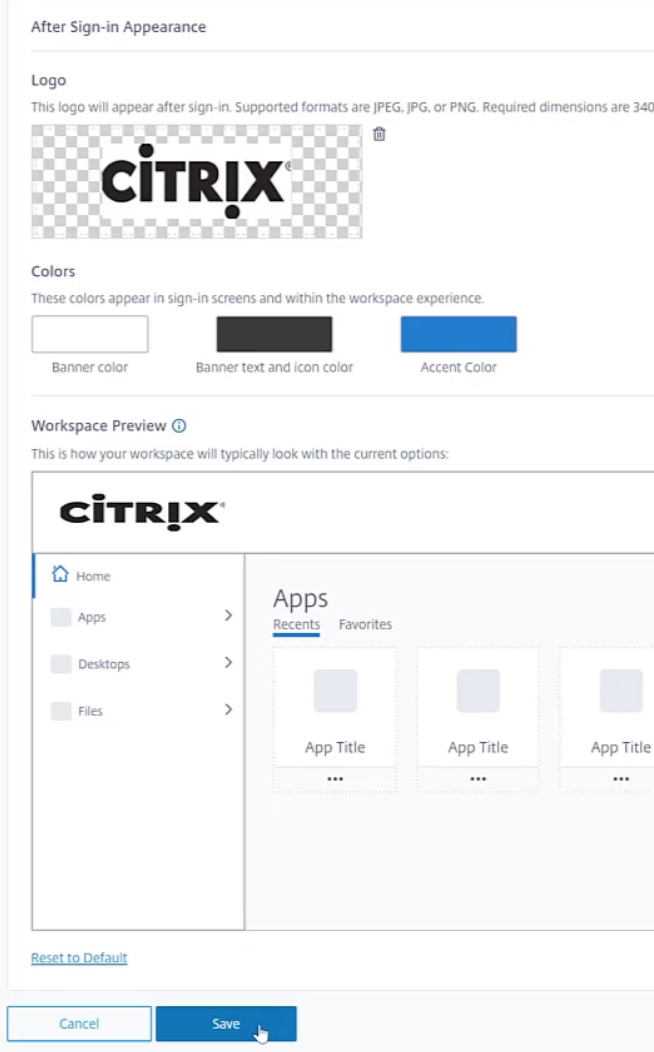 After Sign-in Appearance
Logo
This logo will appear after sign-in. Supported formats are JPEG, JPG, or PNG. Required dimensions are 340
CİTRIX®
Colors
These colors appear in sign-in screens and within the workspace experience.
Banner color Banner text and icon color Accent Color
Workspace Preview
This is how your workspace will typically look with the current options:
CİTRIX®
Home
Apps
Desktops
Files
Apps
Recents Favorites
App Title App Title App Title
Reset to Default
Cancel Save